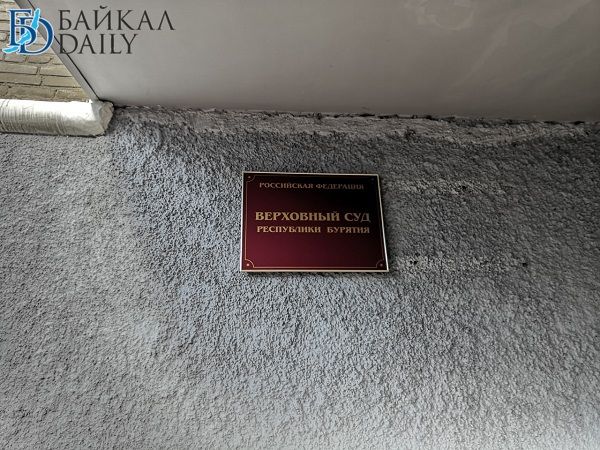 БАЙКАЛ
DAILY
РОССИЙСКАЯ ФЕДЕРАЦИЯ
ВЕРХОВНЫЙ СУД
РЕСПУБЛИКИ БУРЯТИЯ